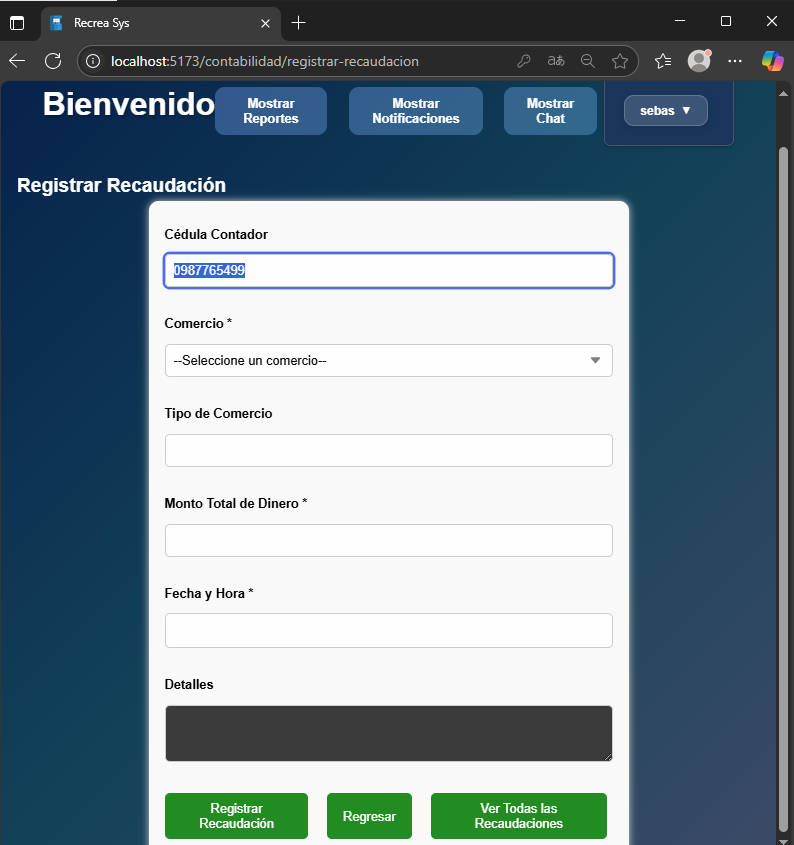 Recrea Sys
localhost:5173/contabilidad/registrar-recaudacion
aあ
Bienvenido
Mostrar
Reportes
Mostrar
Notificaciones
Mostrar
Chat
sebas ▼
Registrar Recaudación
Cédula Contador
0987765499
Comercio *
--Seleccione un comercio--
Tipo de Comercio
Monto Total de Dinero *
Fecha y Hora *
Detalles
Registrar
Recaudación
Regresar
Ver Todas las
Recaudaciones